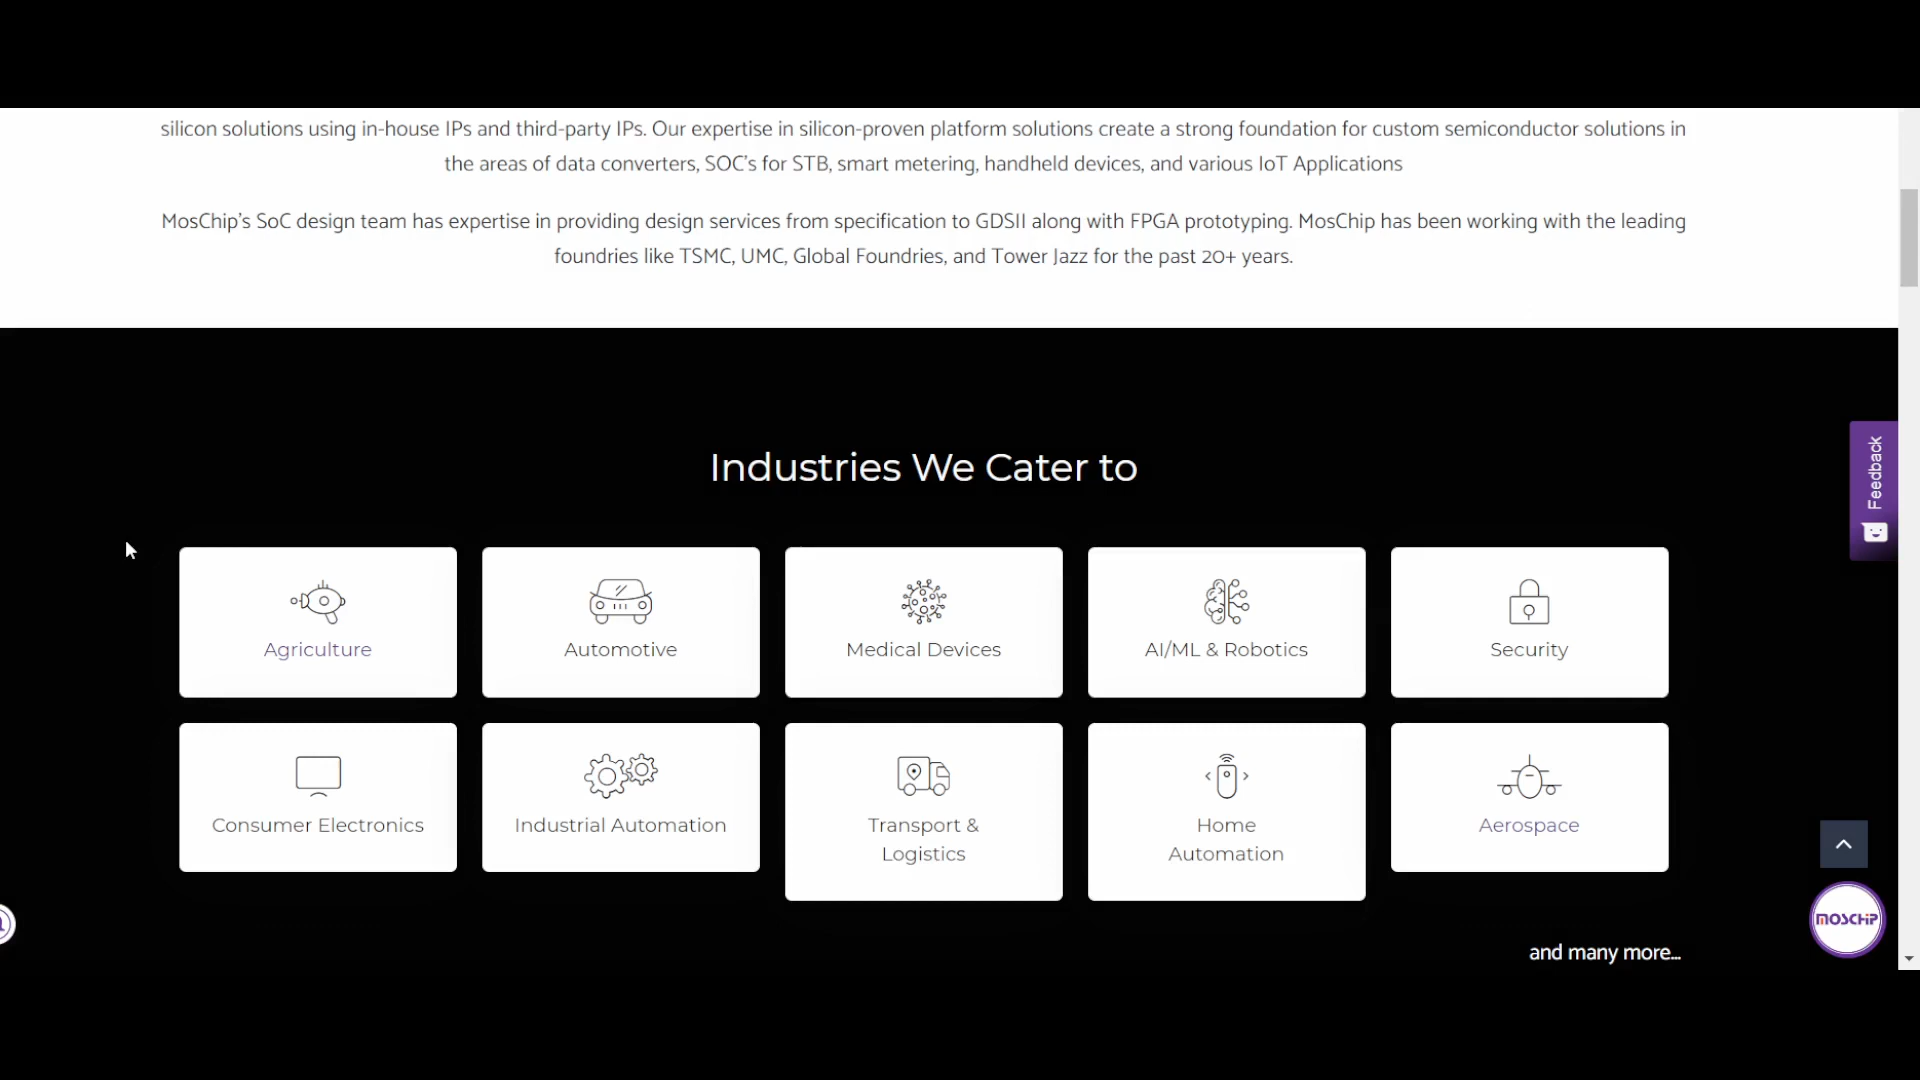 silicon solutions using in-house IPs and third-party IPs. Our expertise in silicon-proven platform solutions create a strong foundation for custom semiconductor solutions in
the areas of data converters, SOC's for STB, smart metering, handheld devices, and various IoT Applications
MosChip's SoC design team has expertise in providing design services from specification to GDSII along with FPGA prototyping. MosChip has been working with the leading
foundries like TSMC, UMC, Global Foundries, and Tower Jazz for the past 20+ years.
Industries We Cater to
Feedback
Agriculture
Automotive
Medical Devices
AI/ML & Robotics
Security
Consumer Electronics
Industrial Automation
Transport &
Logistics
Home
Automation
Aerospace
MOSCHIP
and many more...